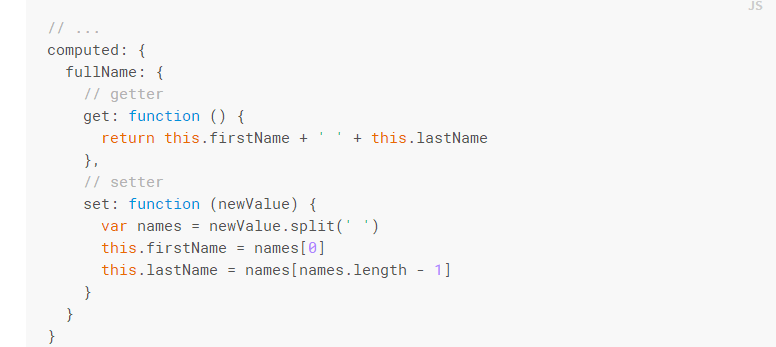 JS
// ...
computed: {
  fullName: {
    // getter
    get: function () {
      return this.firstName + ' ' + this.lastName
    },
    // setter
    set: function (newValue) {
      var names = newValue.split(' ')
      this.firstName = names[0]
      this.lastName = names[names.length - 1]
    }
  }
}